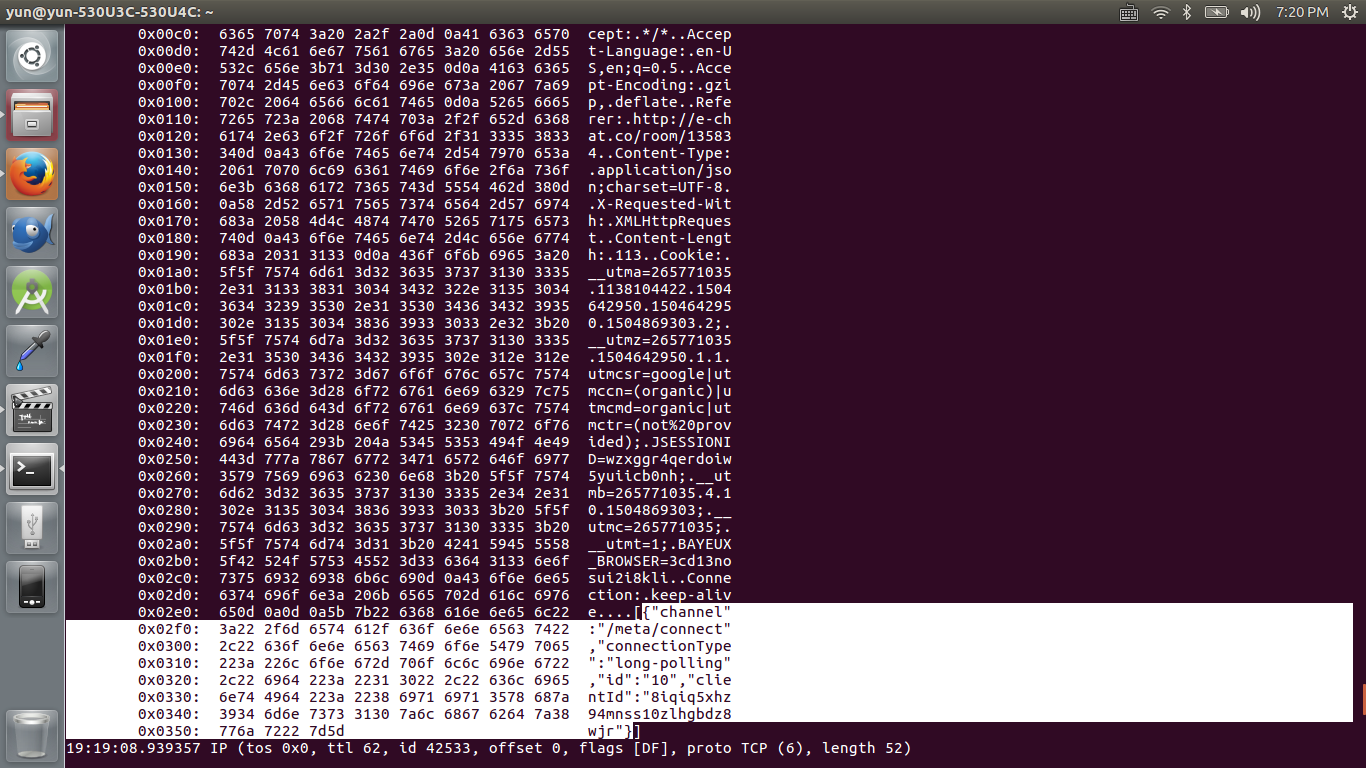 yun@yun-530U3C-530U4C: ~ 7:20 PM
0x00c0: 6365 7074 3a20 2a2f 2a0d 0a41 6363 6570 cept:.*/*..Accep
0x00d0: 742d 4c61 6e67 7561 6765 3a20 656e 2d55 t-Language:.en-U
0x00e0: 532c 656e 3b71 3d30 2e35 0d0a 4163 6365 S,en;q=0.5..Acce
0x00f0: 7074 2d45 6e63 6f64 696e 673a 2067 7a69 pt-Encoding:.gzi
0x0100: 702c 2064 6566 6c61 7465 0d0a 5265 6665 p,.deflate..Refe
0x0110: 7265 723a 2068 7474 703a 2f2f 652d 6368 rer:.http://e-ch
0x0120: 6174 2e63 6f2f 726f 6f6d 2f31 3335 3833 at.co/room/13583
0x0130: 340d 0a43 6f6e 7465 6e74 2d54 7970 653a 4..Content-Type:
0x0140: 2061 7070 6c69 6361 7469 6f6e 2f6a 736f .application/jso
0x0150: 6e3b 6368 6172 7365 743d 5554 462d 380d n;charset=UTF-8.
0x0160: 0a58 2d52 6571 7565 7374 6564 2d57 6974 .X-Requested-Wit
0x0170: 683a 2058 4d4c 4874 7470 5265 7175 6573 h:.XMLHttpReques
0x0180: 740d 0a43 6f6e 7465 6e74 2d4c 656e 6774 t..Content-Lengt
0x0190: 683a 2031 3133 0d0a 436f 6f6b 6965 3a20 h:.113..Cookie:.
0x01a0: 5f5f 7574 6d61 3d32 3635 3737 3130 3335 __utma=265771035
0x01b0: 2e31 3133 3831 3034 3432 322e 3135 3034 .1138104422.1504
0x01c0: 3634 3239 3530 2e31 3530 3436 3432 3935 642950.150464295
0x01d0: 302e 3135 3034 3836 3933 3033 2e32 3b20 0.1504869303.2;.
0x01e0: 5f5f 7574 6d7a 3d32 3635 3737 3130 3335 __utmz=265771035
0x01f0: 2e31 3530 3436 3432 3935 302e 312e 312e .1504642950.1.1.
0x0200: 7574 6d63 7372 3d67 6f6f 676c 657c 7574 utmcsr=google|ut
0x0210: 6d63 636e 3d28 6f72 6761 6e69 6329 7c75 mccn=(organic)|u
0x0220: 746d 636d 643d 6f72 6761 6e69 637c 7574 tmcmd=organic|ut
0x0230: 6d63 7472 3d28 6e6f 7425 3230 7072 6f76 mctr=(not%20prov
0x0240: 6964 6564 293b 204a 5345 5353 494f 4e49 ided);.JSESSIONI
0x0250: 443d 777a 7867 6772 3471 6572 646f 6977 D=wzxggr4qerdoiw
0x0260: 3579 7569 6963 6230 6e68 3b20 5f5f 7574 5yuiicb0nh;.__ut
0x0270: 6d62 3d32 3635 3737 3130 3335 2e34 2e31 mb=265771035.4.1
0x0280: 302e 3135 3034 3836 3933 3033 3b20 5f5f 0.1504869303;.__
0x0290: 7574 6d63 3d32 3635 3737 3130 3335 3b20 utmc=265771035;.
0x02a0: 5f5f 7574 6d74 3d31 3b20 4241 5945 5558 __utmt=1;.BAYEUX
0x02b0: 5f42 524f 5753 4552 3d33 6364 3133 6e6f _BROWSER=3cd13no
0x02c0: 7375 6932 6938 6b6c 690d 0a43 6f6e 6e65 sui2i8kli..Conne
0x02d0: 6374 696f 6e3a 206b 6565 702d 616c 6976 ction:.keep-aliv
0x02e0: 650d 0a0d 0a5b 7b22 6368 616e 6e65 6c22 e....[{"channel"
0x02f0: 3a22 2f6d 6574 612f 636f 6e6e 6563 7422 :"/meta/connect"
0x0300: 2c22 636f 6e6e 6563 7469 6f6e 5479 7065 ,"connectionType
0x0310: 223a 226c 6f6e 672d 706f 6c6c 696e 6722 ":"long-polling"
0x0320: 2c22 6964 223a 2231 3022 2c22 636c 6965 ,"id":"10","clie
0x0330: 6e74 4964 223a 2238 6971 6971 3578 687a ntId":"8iqiq5xhz
0x0340: 3934 6d6e 7373 3130 7a6c 6867 6264 7a38 94mnss10zlhgbdz8
0x0350: 776a 7222 7d5d wjr"}]
19:19:08.939357 IP (tos 0x0, ttl 62, id 42533, offset 0, flags [DF], proto TCP (6), length 52)